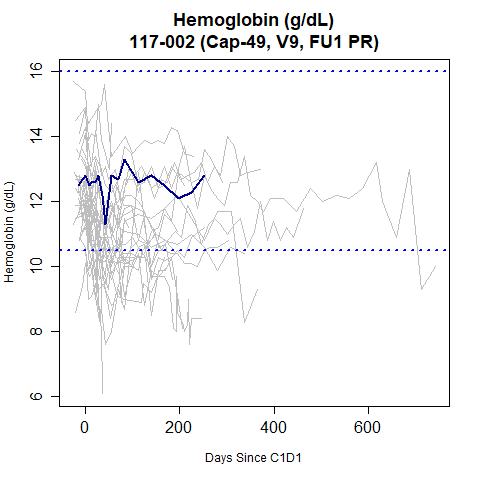 Hemoglobin (g/dL)
117-002 (Cap-49, V9, FU1 PR)
Hemoglobin (g/dL)
16
14
12
10
8
6
0
200
400
600
Days Since C1D1